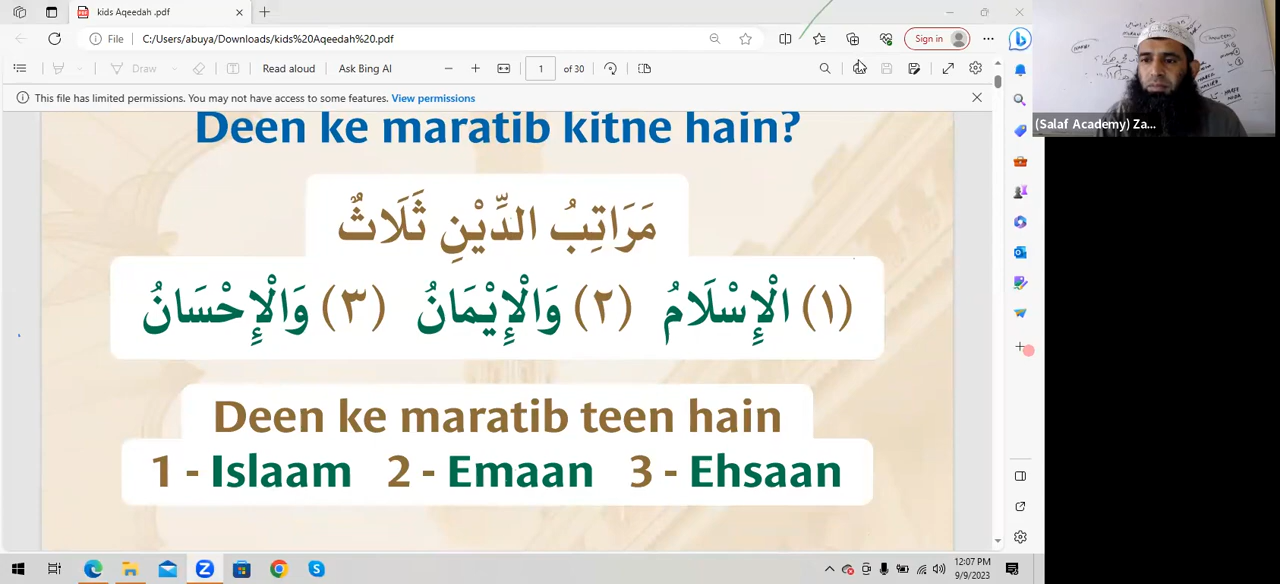 kids Aqeedah .pdf
File
C:/Users/abuya/Downloads/kids%20Aqeedah%20.pdf
Sign in
Draw
Read aloud
Ask Bing AI
1
of 30
This file has limited permissions. You may not have access to some features. View permissions
Deen ke maratib kitne hain?
مَرَاتِبُ الدِّيْنِ ثَلَاثٌ
(١) الْإِسْلَامُ (٢) وَالْإِيْمَانُ (٣) وَالْإِحْسَانُ
Deen ke maratib teen hain
1 - Islaam 2 - Emaan 3 - Ehsaan
(Salaf Academy) Za...
12:07 PM
9/9/2023